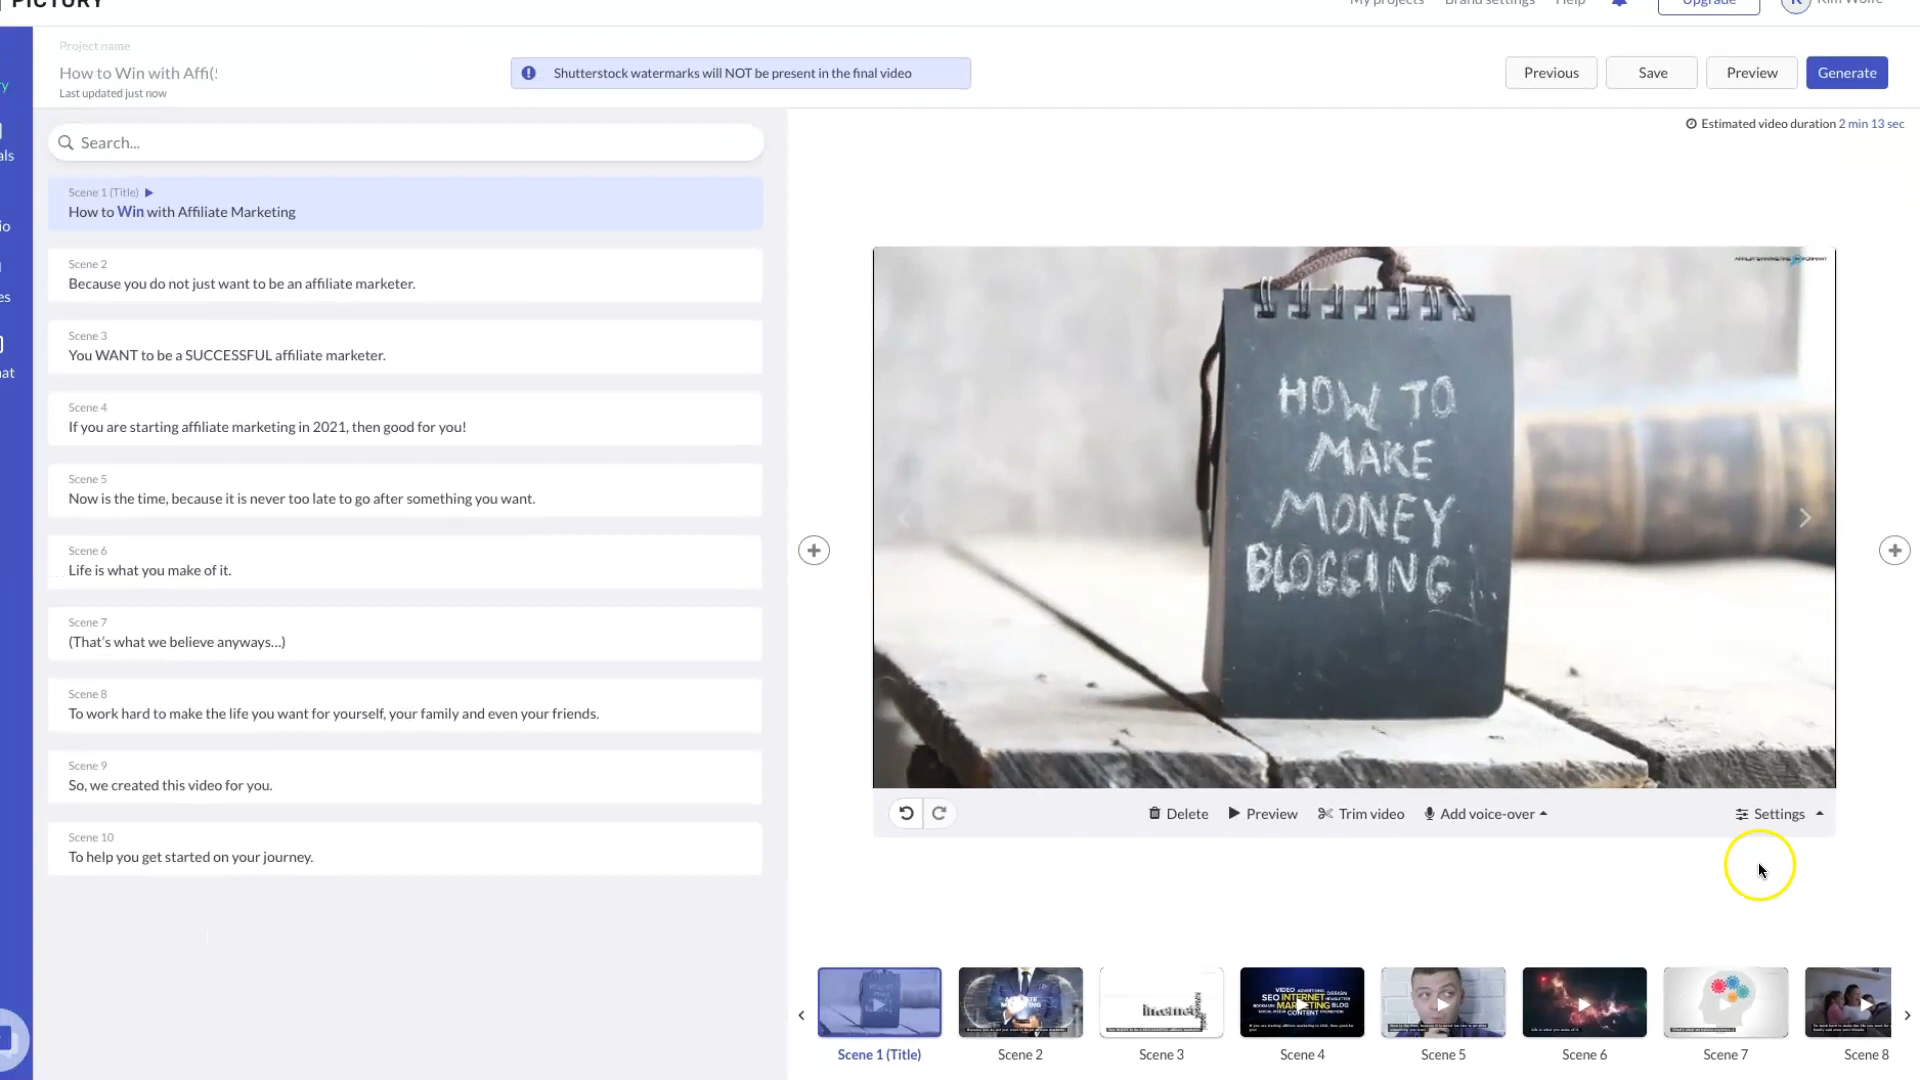 PICTORY
My projects
Brand settings
Help
Upgrade
K
Kim Wolfe
Project name
How to Win with Affi(S
Last updated just now
Shutterstock watermarks will NOT be present in the final video
Previous
Save
Preview
Generate
Estimated video duration 2 min 13 sec
Search...
Scene 1 (Title)
How to Win with Affiliate Marketing
Scene 2
Because you do not just want to be an affiliate marketer.
Scene 3
You WANT to be a SUCCESSFUL affiliate marketer.
Scene 4
If you are starting affiliate marketing in 2021, then good for you!
Scene 5
Now is the time, because it is never too late to go after something you want.
Scene 6
Life is what you make of it.
Scene 7
(That's what we believe anyways...)
Scene 8
To work hard to make the life you want for yourself, your family and even your friends.
Scene 9
So, we created this video for you.
Scene 10
To help you get started on your journey.
HOW TO
MAKE
MONEY
BLOGGING...
Delete
Preview
Trim video
Add voice-over
Settings
internet
VIDEO
SEO INTERNET
MARKETING BLOG
CONTENT
Scene 1 (Title)
Scene 2
Scene 3
Scene 4
Scene 5
Scene 6
Scene 7
Scene 8